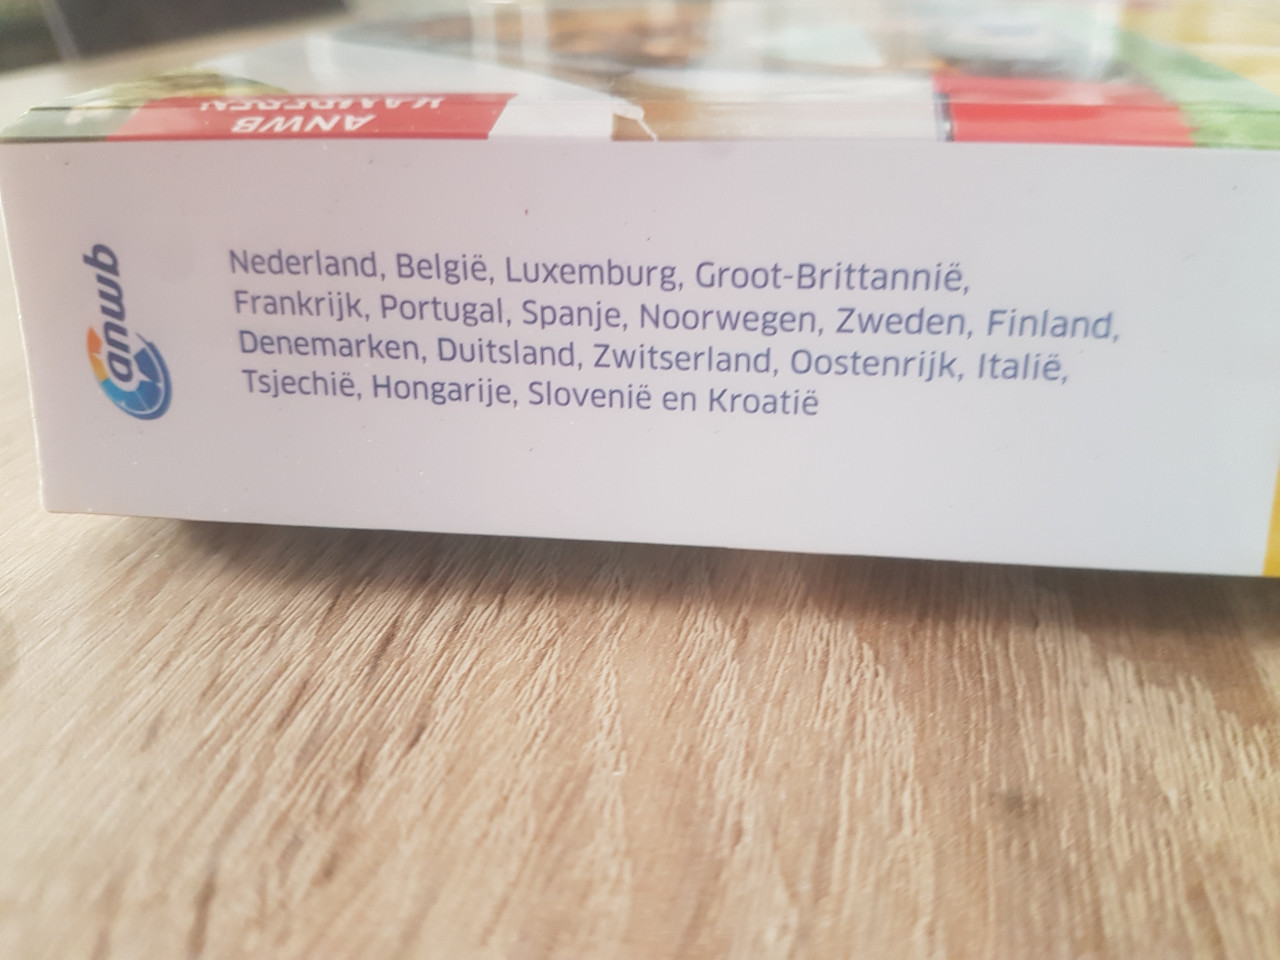 ANWB
KAMPEREN
anwb
Nederland, België, Luxemburg, Groot-Brittannië,
Frankrijk, Portugal, Spanje, Noorwegen, Zweden, Finland,
Denemarken, Duitsland, Zwitserland, Oostenrijk, Italië,
Tsjechië, Hongarije, Slovenië en Kroatië